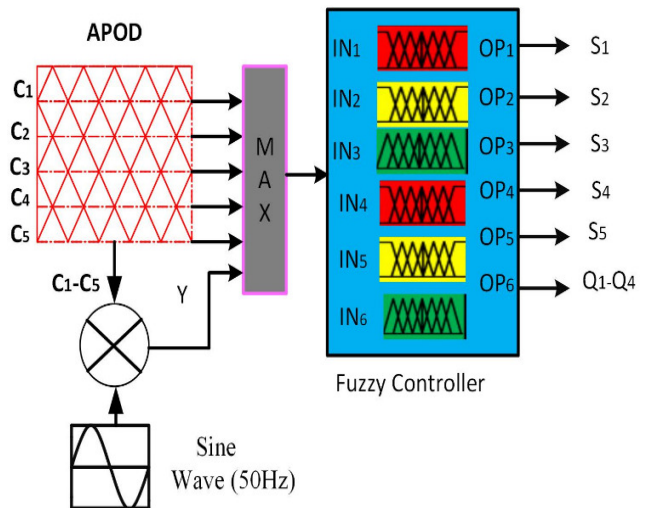 APOD
C1
C2
C3
C4
C5
C1-C5
Y
MAX
IN1
IN2
IN3
IN4
IN5
IN6
OP1
OP2
OP3
OP4
OP5
OP6
S1
S2
S3
S4
S5
Q1-Q4
Fuzzy Controller
Sine
Wave (50Hz)